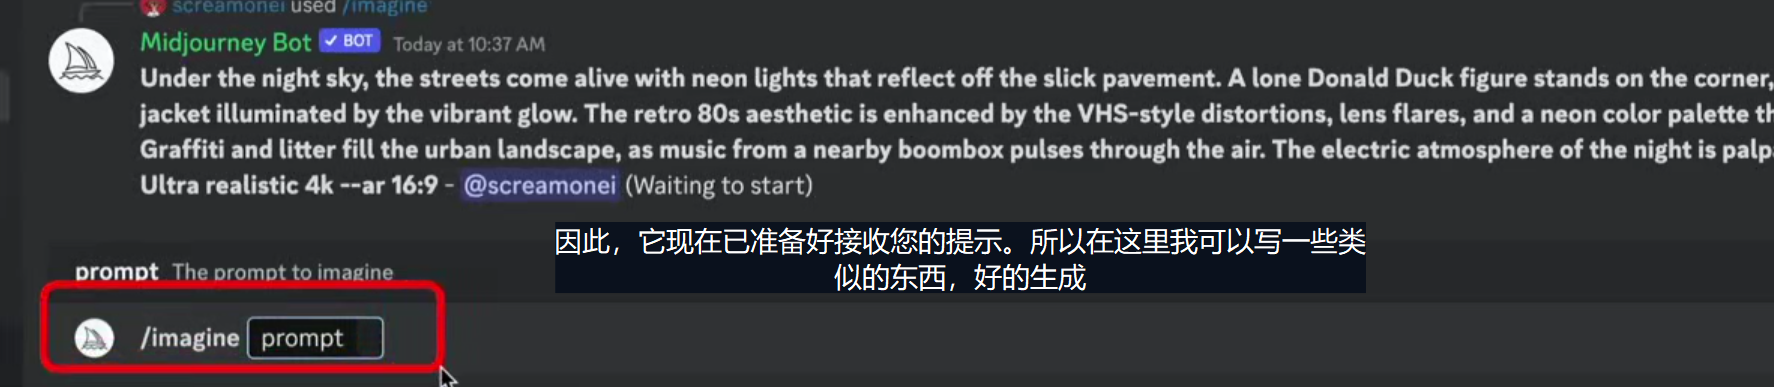 screamonei used /imagine
Midjourney Bot ✓ BOT Today at 10:37 AM
Under the night sky, the streets come alive with neon lights that reflect off the slick pavement. A lone Donald Duck figure stands on the corner,
jacket illuminated by the vibrant glow. The retro 80s aesthetic is enhanced by the VHS-style distortions, lens flares, and a neon color palette
Graffiti and litter fill the urban landscape, as music from a nearby boombox pulses through the air. The electric atmosphere of the night is
Ultra realistic 4k --ar 16:9 - @screamonei (Waiting to start)
因此，它现在已准备好接收您的提示。所以在这里我可以写一些类
似的东西，好的生成
prompt The prompt to imagine
/imagine prompt